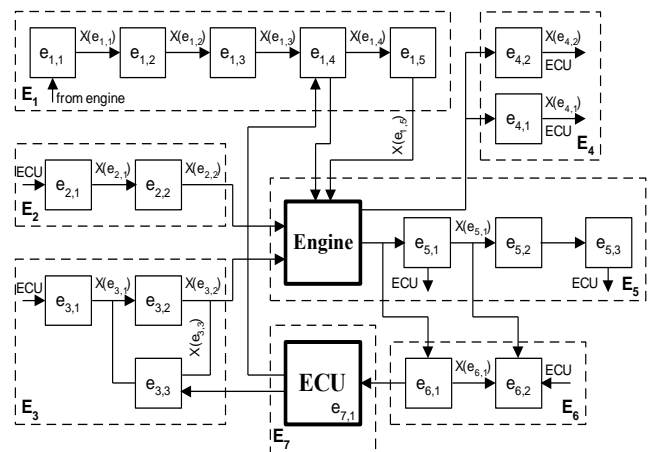 X(e1,1) X(e1,2) X(e1,3) X(e1,4)
e1,1 e1,2 e1,3 e1,4 e1,5
from engine
E1
X(e1,5)
X(e4,2)
e4,2
ECU
X(e4,1)
e4,1
ECU
E4
ECU X(e2,1) X(e2,2)
e2,1 e2,2
E2
Engine
X(e5,1)
e5,1 e5,2 e5,3
ECU ECU
E5
ECU X(e3,1) X(e3,2)
e3,1 e3,2
X(e3,3)
e3,3
E3
ECU
e7,1
E7
X(e6,1) ECU
e6,1 e6,2
E6